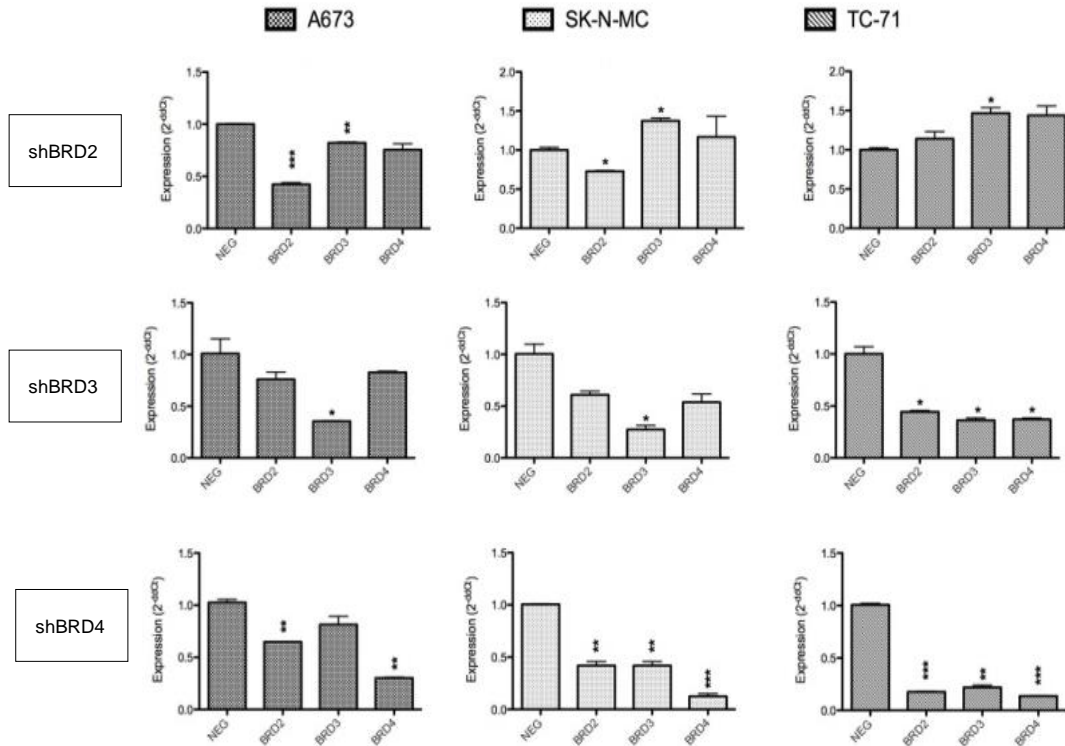 A673 SK-N-MC TC-71
shBRD2
Expression (2-ddCt)
1.5
1.0
0.5
0.0
***
**
NEG BRD2 BRD3 BRD4
Expression (2-ddCt)
2.0
1.5
1.0
0.5
0.0
*
*
NEG BRD2 BRD3 BRD4
Expression (2-ddCt)
2.0
1.5
1.0
0.5
0.0
*
NEG BRD2 BRD3 BRD4
shBRD3
Expression (2-ddCt)
1.5
1.0
0.5
0.0
*
NEG BRD2 BRD3 BRD4
Expression (2-ddCt)
1.5
1.0
0.5
0.0
*
NEG BRD2 BRD3 BRD4
Expression (2-ddCt)
1.5
1.0
0.5
0.0
* * *
NEG BRD2 BRD3 BRD4
shBRD4
Expression (2-ddCt)
1.5
1.0
0.5
0.0
** **
NEG BRD2 BRD3 BRD4
Expression (2-ddCt)
1.5
1.0
0.5
0.0
** ** ***
NEG BRD2 BRD3 BRD4
Expression (2-ddCt)
1.5
1.0
0.5
0.0
*** ** ***
NEG BRD2 BRD3 BRD4